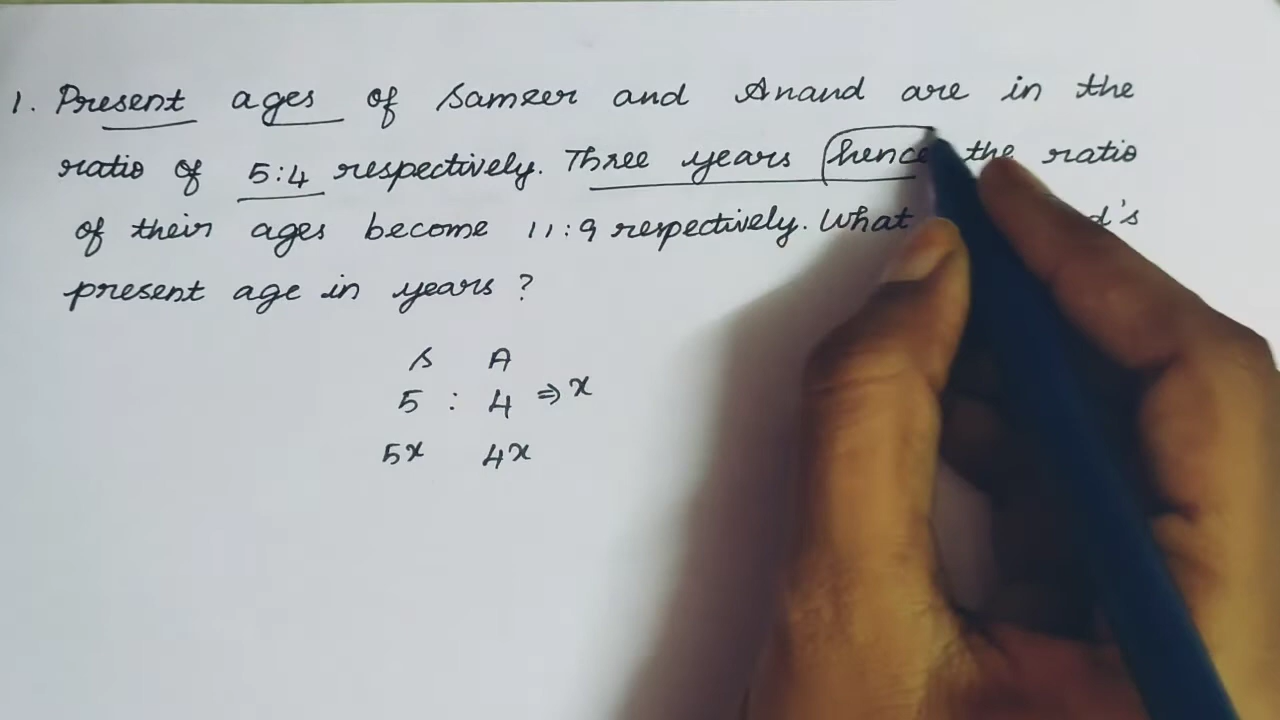 1. Present ages of Sameer and Anand are in the
ratio of 5:4 respectively. Three years hence the ratio
of their ages become 11:9 respectively. What d's
present age in years ?
S A
5 : 4 ⇒ x
5x 4x